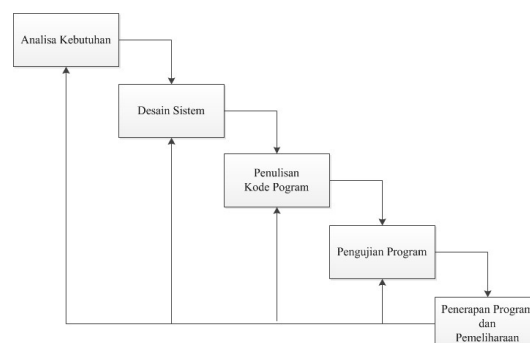 Analisa Kebutuhan
Desain Sistem
Penulisan
Kode Pogram
Pengujian Program
Penerapan Program
dan
Pemeliharaan